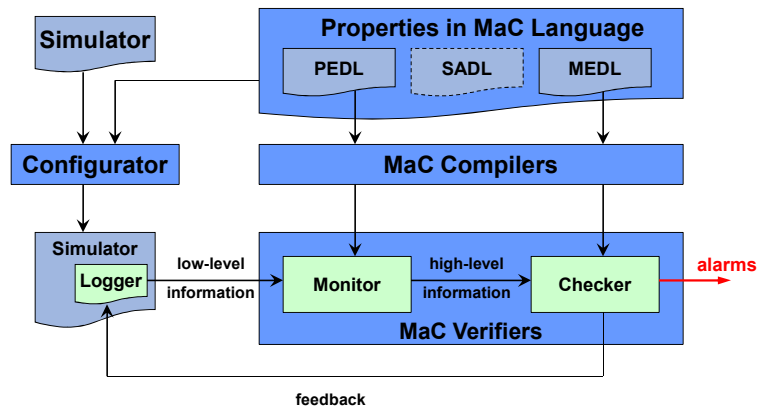 Simulator
Properties in MaC Language
PEDL
SADL
MEDL
Configurator
MaC Compilers
Simulator
Logger
low-level
information
Monitor
high-level
information
Checker
alarms
MaC Verifiers
feedback